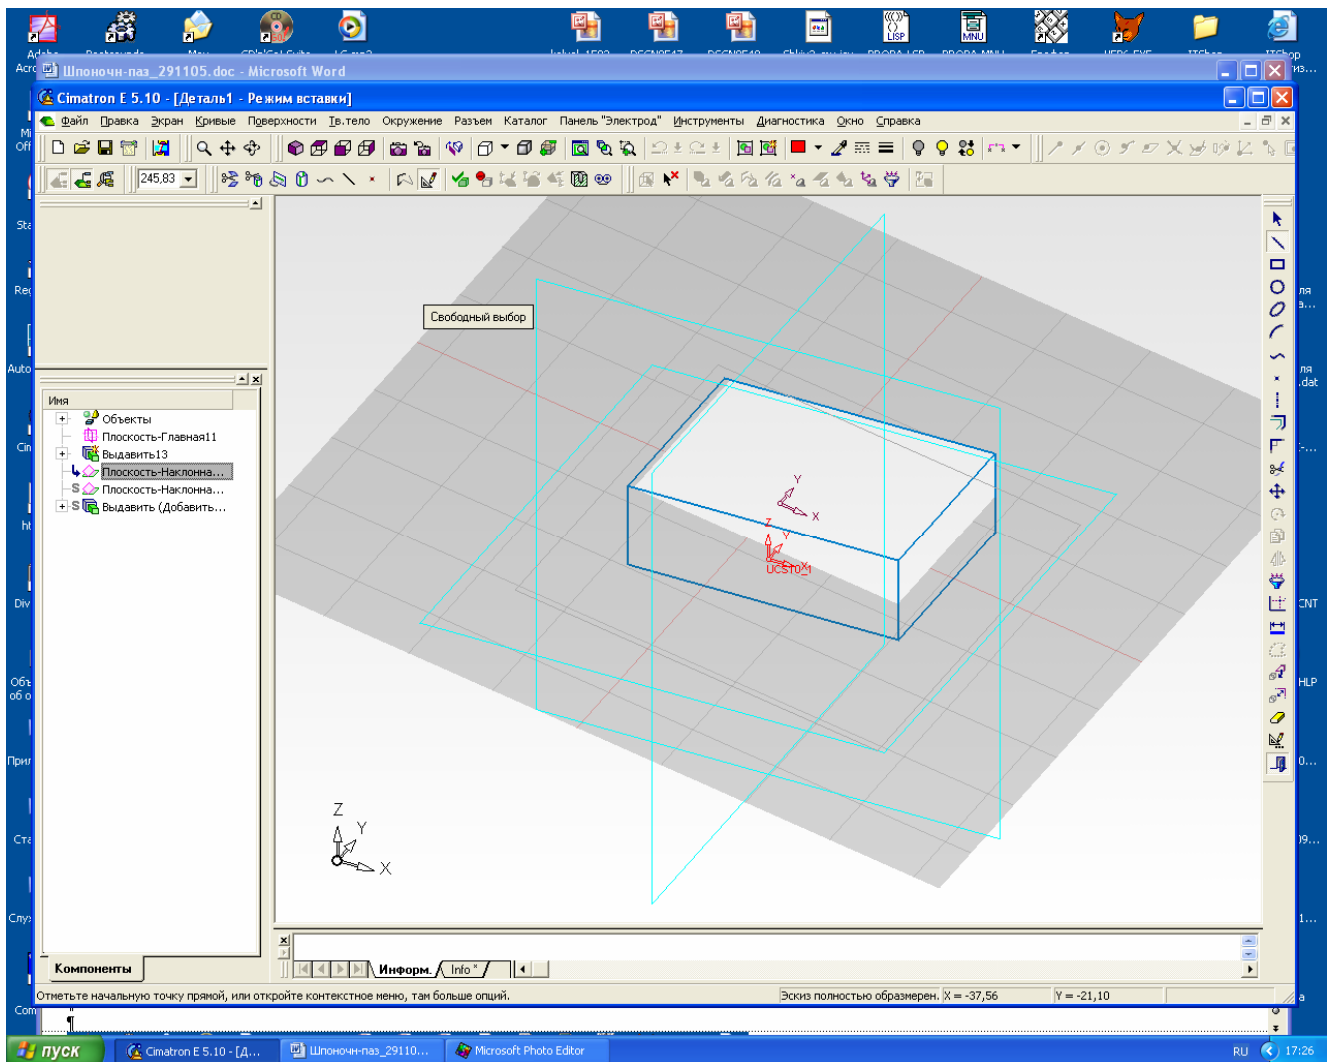 Шпоночн-паз_291105.doc - Microsoft Word
Cimatron E 5.10 - [Деталь1 - Режим вставки]
Файл Правка Экран Кривые Поверхности Тв.тело Окружение Разъем Каталог Панель "Электрод" Инструменты Диагностика Окно Справка
LISP
MNU
245,83
Свободный выбор
Имя
Объекты
Плоскость-Главная11
Выдавить13
Плоскость-Наклонна...
S Плоскость-Наклонна...
S Выдавить (Добавить...
Y
X
Z
Y
X
UCS10_1
Z
Y
X
Компоненты
Информ.
Info *
Отметьте начальную точку прямой, или откройте контекстное меню, там больше опций.
Эскиз полностью образмерен.
X = -37,56
Y = -21,10
пуск
Cimatron E 5.10 - [Д...
Шпоночн-паз_29110...
Microsoft Photo Editor
RU
17:26